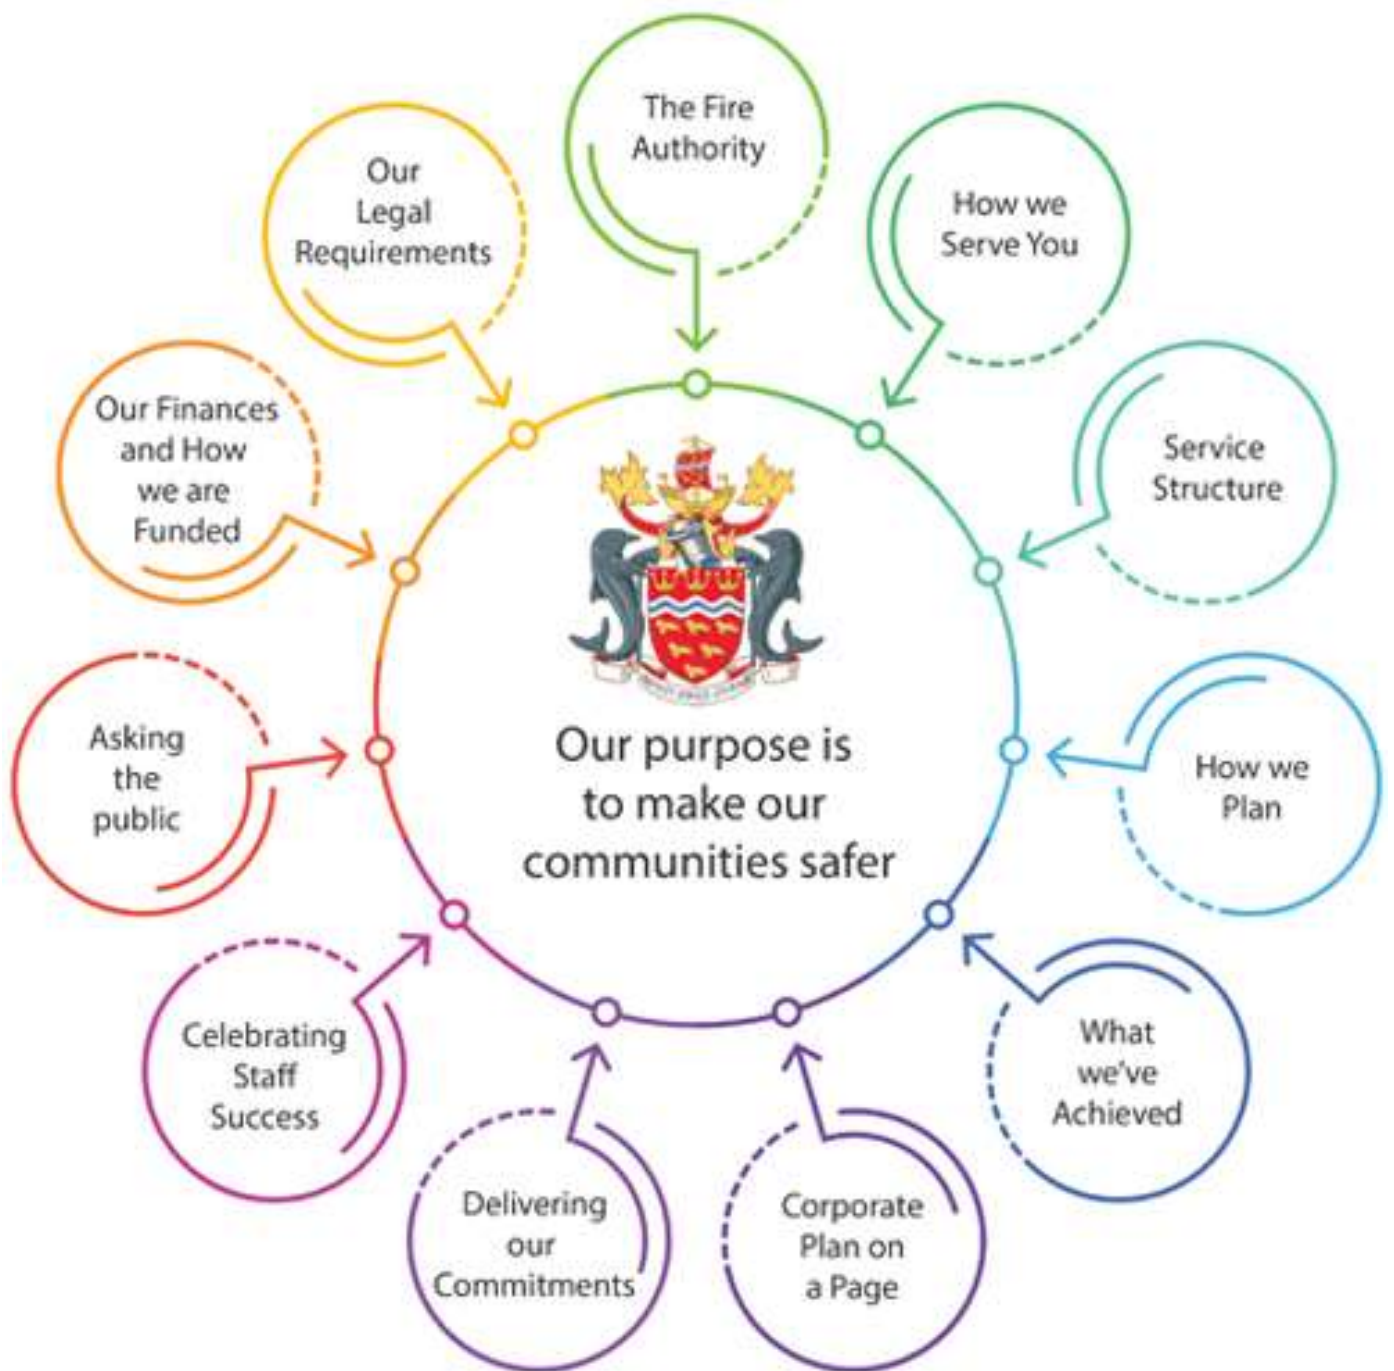 The Fire
Authority
How we
Serve You
Service
Structure
How we
Plan
What
we've
Achieved
Corporate
Plan on
a Page
Delivering
our
Commitments
Celebrating
Staff
Success
Asking
the
public
Our Finances
and How
we are
Funded
Our
Legal
Requirements
Our purpose is
to make our
communities safer